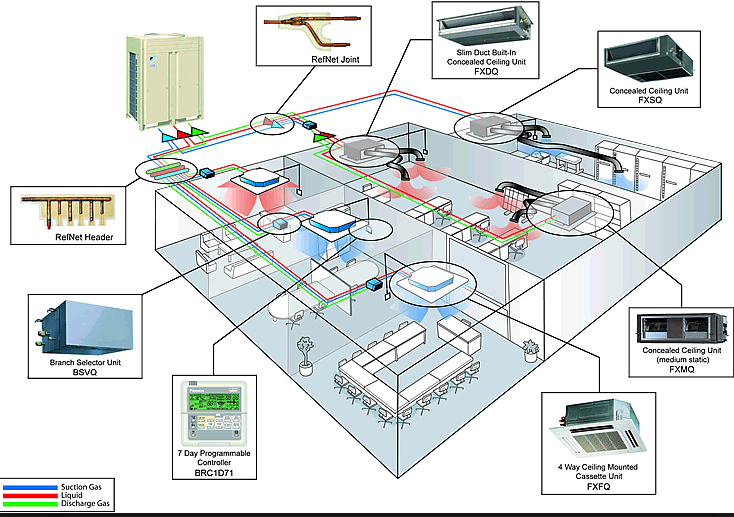 RefNet Joint
Slim Duct Built-In
Concealed Ceiling Unit
FXDQ
Concealed Ceiling Unit
FXSQ
RefNet Header
Branch Selector Unit
BSVQ
Concealed Ceiling Unit
(medium static)
FXMQ
7 Day Programmable
Controller
BRC1D71
4 Way Ceiling Mounted
Cassette Unit
FXFQ
Suction Gas
Liquid
Discharge Gas